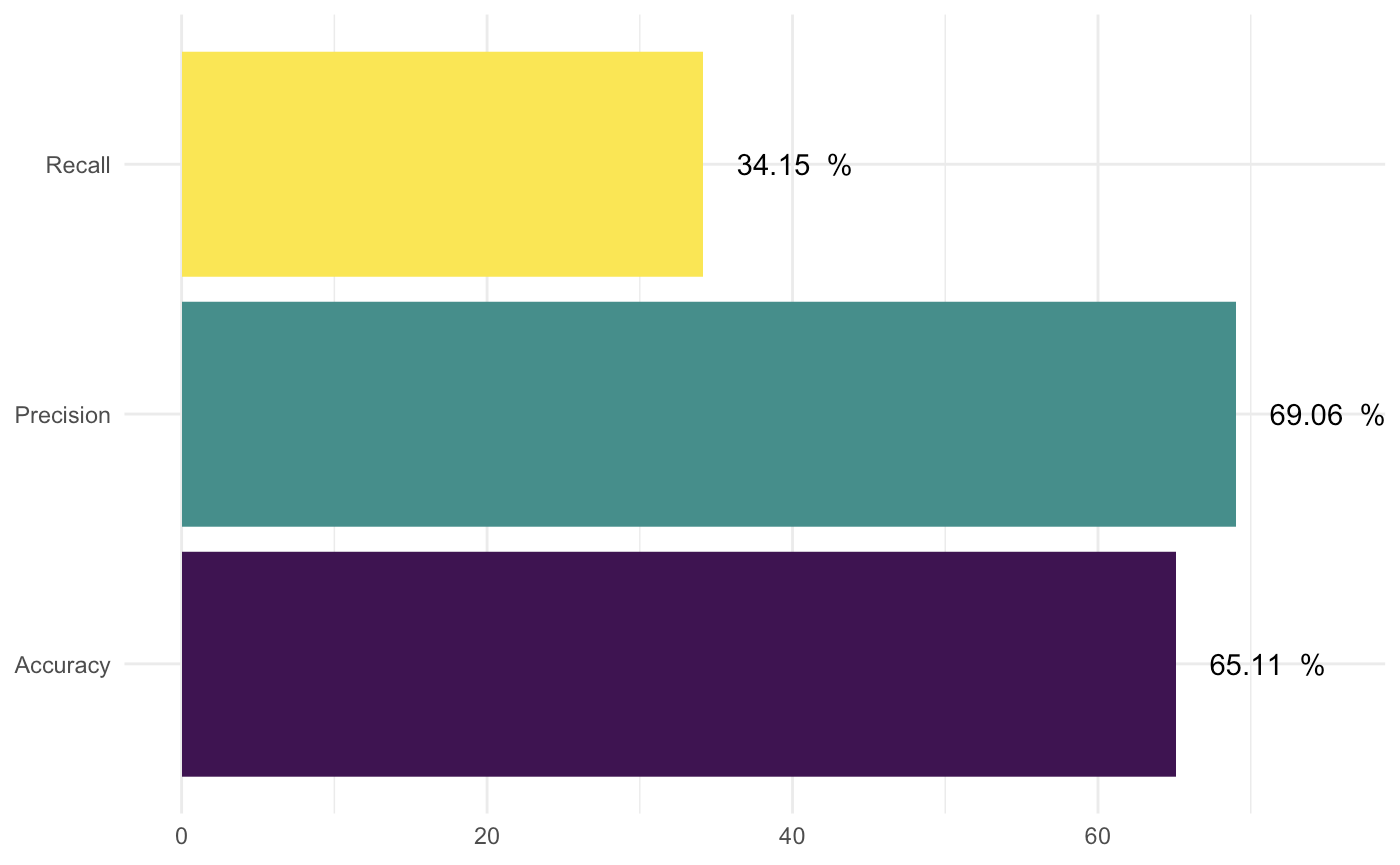 Recall
34.15  %
Precision
69.06  %
Accuracy
65.11  %
0 20 40 60